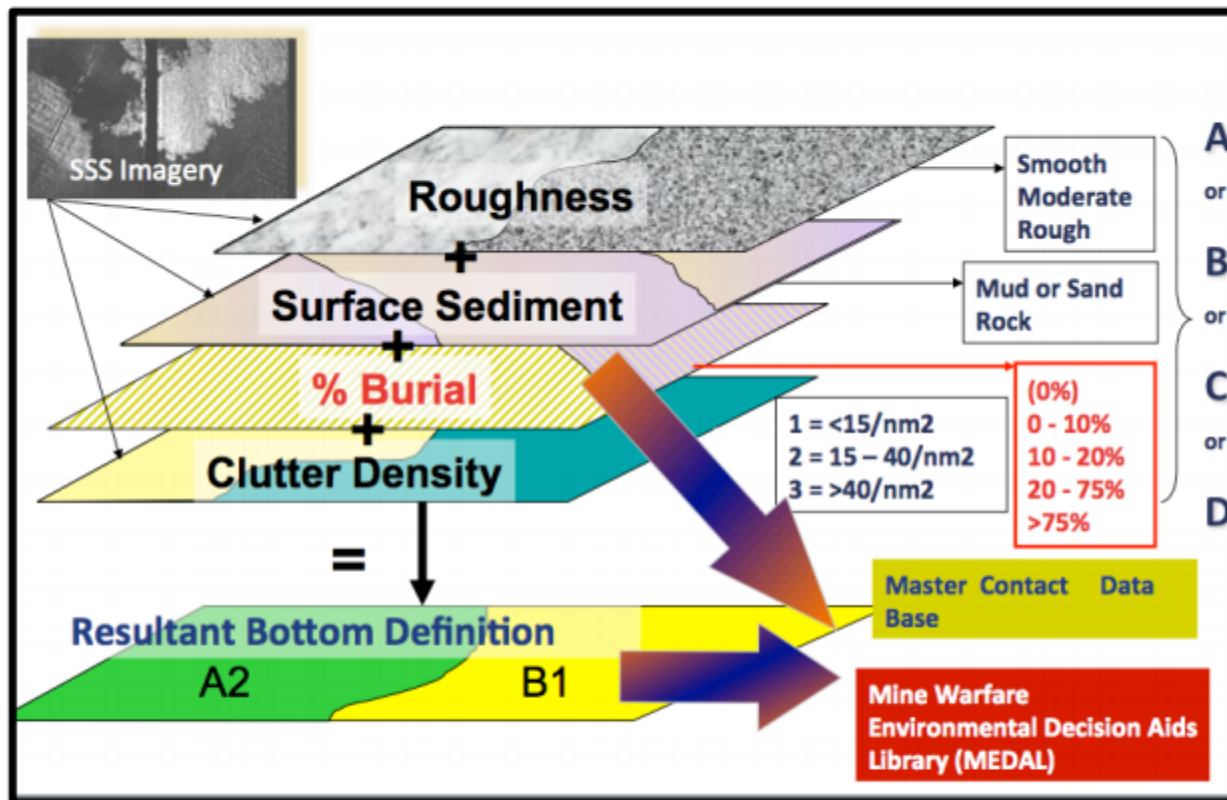 SSS Imagery
Roughness
+
Surface Sediment
+
% Burial
+
Clutter Density
=
Resultant Bottom Definition
A2
B1
Smooth
Moderate
Rough
Mud or Sand
Rock
1 = <15/nm2
2 = 15 – 40/nm2
3 = >40/nm2
(0%)
0 - 10%
10 - 20%
20 - 75%
>75%
A
or
B
or
C
or
D
Master Contact Data
Base
Mine Warfare
Environmental Decision Aids
Library (MEDAL)